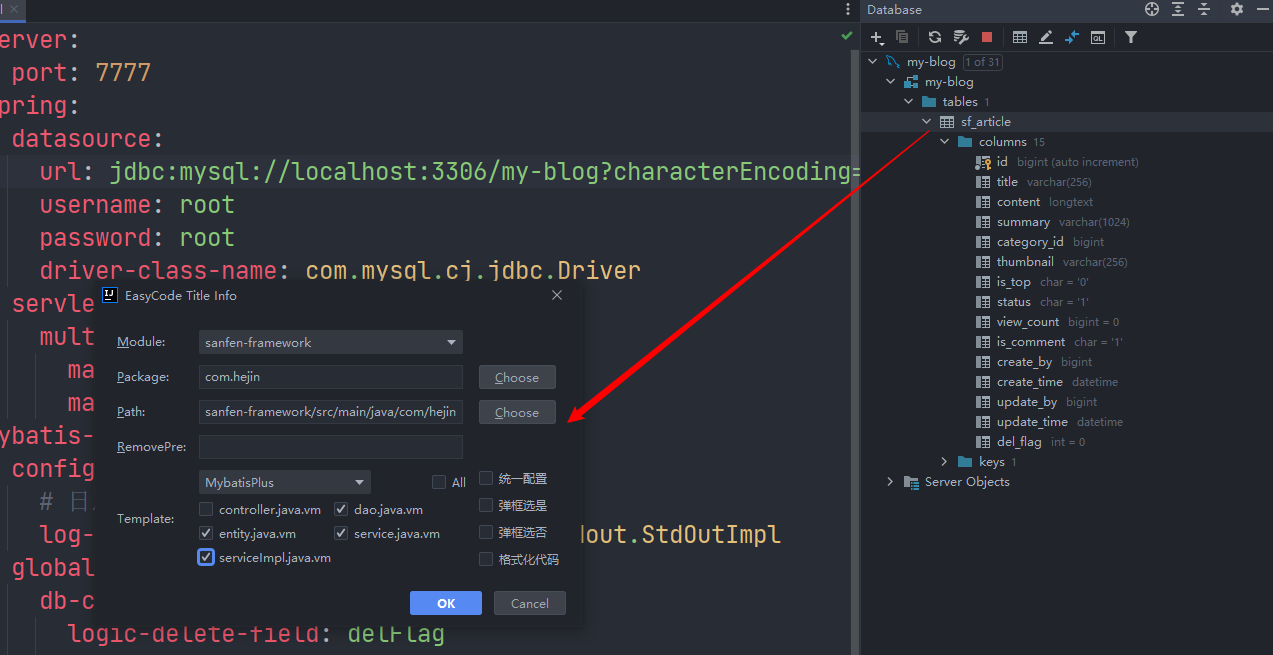 erver:
port: 7777
pring:
datasource:
url: jdbc:mysql://localhost:3306/my-blog?characterEncoding=
username: root
password: root
driver-class-name: com.mysql.cj.jdbc.Driver
servle
mult
ma
ma
ybatis-
config
# 日
log-
dout.StdOutImpl
global
db-c
logic-delete-field: delFlag
EasyCode Title Info
Module: sanfen-framework
Package: com.hejin Choose
Path: sanfen-framework/src/main/java/com/hejin Choose
RemovePre:
MybatisPlus All 统一配置
Template: controller.java.vm dao.java.vm 弹框选是
entity.java.vm service.java.vm 弹框选否
serviceImpl.java.vm 格式化代码
OK Cancel
Database
my-blog 1 of 31
my-blog
tables 1
sf_article
columns 15
id bigint (auto increment)
title varchar(256)
content longtext
summary varchar(1024)
category_id bigint
thumbnail varchar(256)
is_top char = '0'
status char = '1'
view_count bigint = 0
is_comment char = '1'
create_by bigint
create_time datetime
update_by bigint
update_time datetime
del_flag int = 0
keys 1
Server Objects